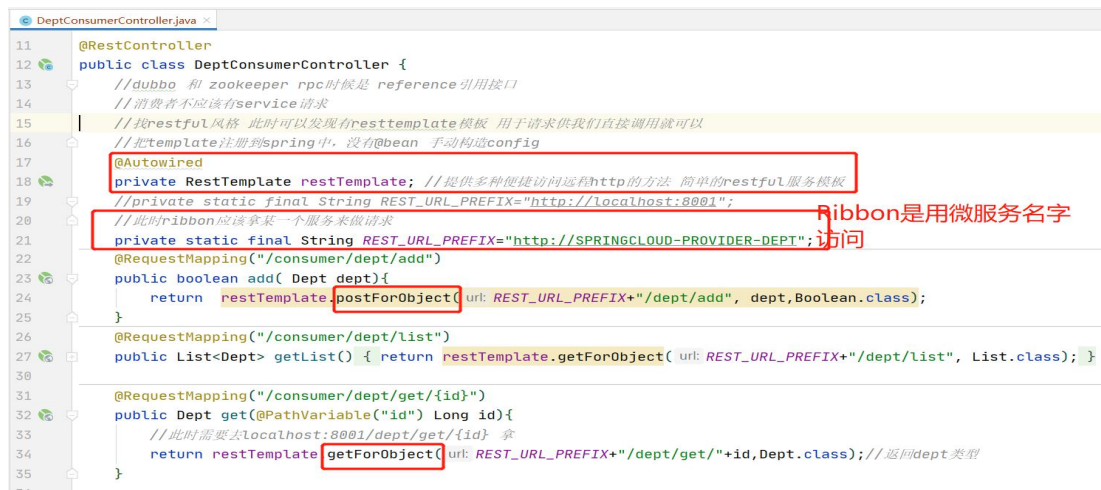 DeptConsumerController.java ×
11 @RestController
12 public class DeptConsumerController {
13 //dubbo 和 zookeeper rpc时候是 reference引用接口
14 //消费者不应该有service请求
15 //找restful风格 此时可以发现有resttemplate模板 用于请求供我们直接调用就可以
16 //把template注册到spring中，没有@bean 手动构造config
17 @Autowired
18 private RestTemplate restTemplate; //提供多种便捷访问远程http的方法 简单的restful服务模板
19 //private static final String REST_URL_PREFIX="http://localhost:8001";
20 //此时ribbon应该拿某一个服务来做请求
Ribbon是用微服务名字
21 private static final String REST_URL_PREFIX="http://SPRINGCLOUD-PROVIDER-DEPT";
访问
22 @RequestMapping("/consumer/dept/add")
23 public boolean add( Dept dept){
24 return restTemplate.postForObject( url: REST_URL_PREFIX+"/dept/add", dept,Boolean.class);
25 }
26 @RequestMapping("/consumer/dept/list")
27 public List<Dept> getList() { return restTemplate.getForObject( url: REST_URL_PREFIX+"/dept/list", List.class); }
30
31 @RequestMapping("/consumer/dept/get/{id}")
32 public Dept get(@PathVariable("id") Long id){
33 //此时需要去localhost:8001/dept/get/{id} 拿
34 return restTemplate.getForObject( url: REST_URL_PREFIX+"/dept/get/"+id,Dept.class);//返回dept类型
35 }